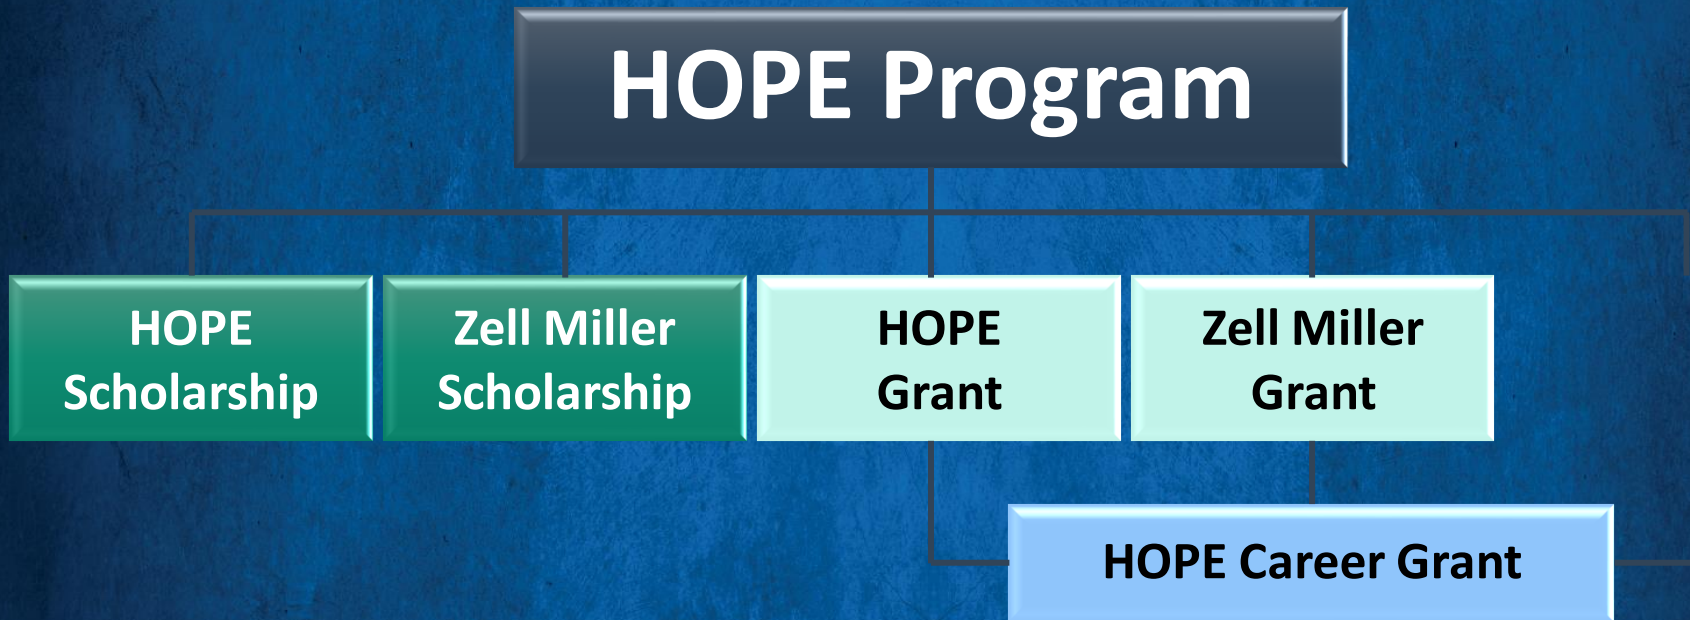 HOPE Program
HOPE
Scholarship
Zell Miller
Scholarship
HOPE
Grant
Zell Miller
Grant
HOPE Career Grant